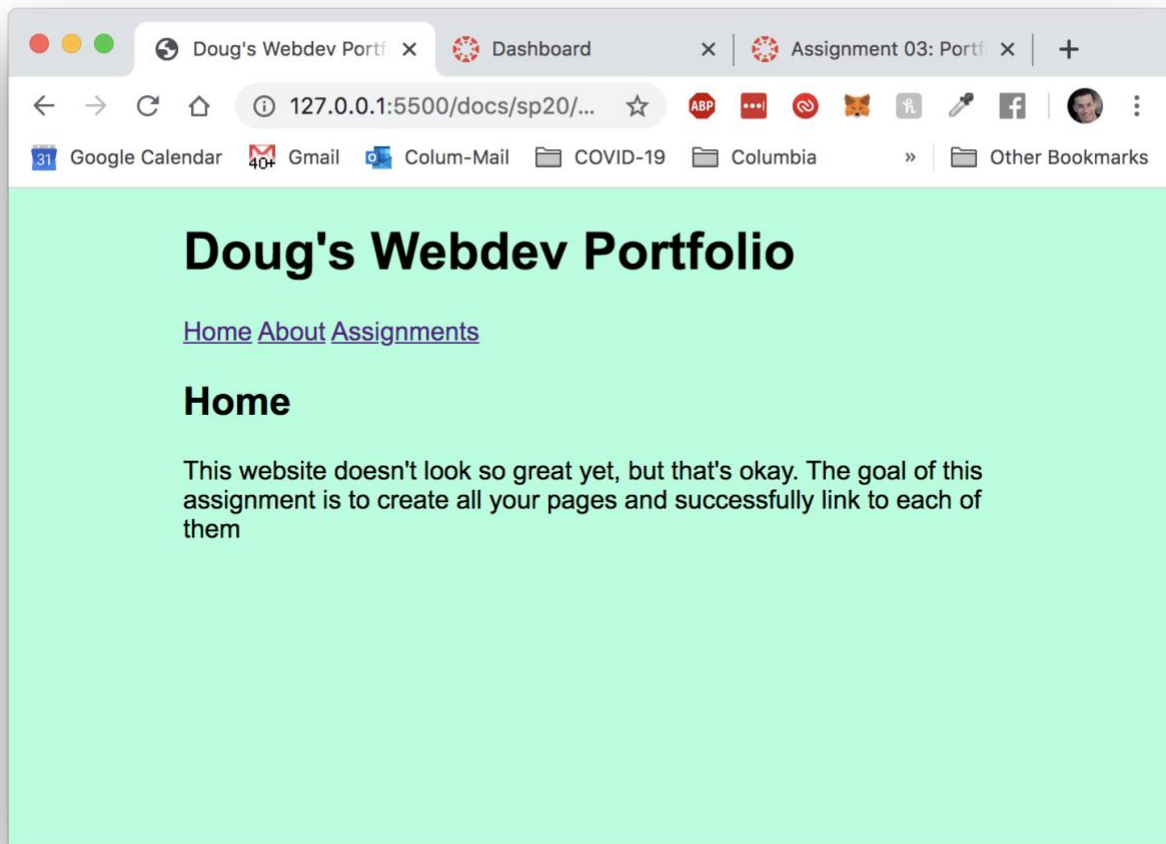 Doug's Webdev Portf
Dashboard
Assignment 03: Portf
127.0.0.1:5500/docs/sp20/...
ABP
31 Google Calendar
40+ Gmail
Colum-Mail
COVID-19
Columbia
»
Other Bookmarks
Doug's Webdev Portfolio
Home About Assignments
Home
This website doesn't look so great yet, but that's okay. The goal of this
assignment is to create all your pages and successfully link to each of
them